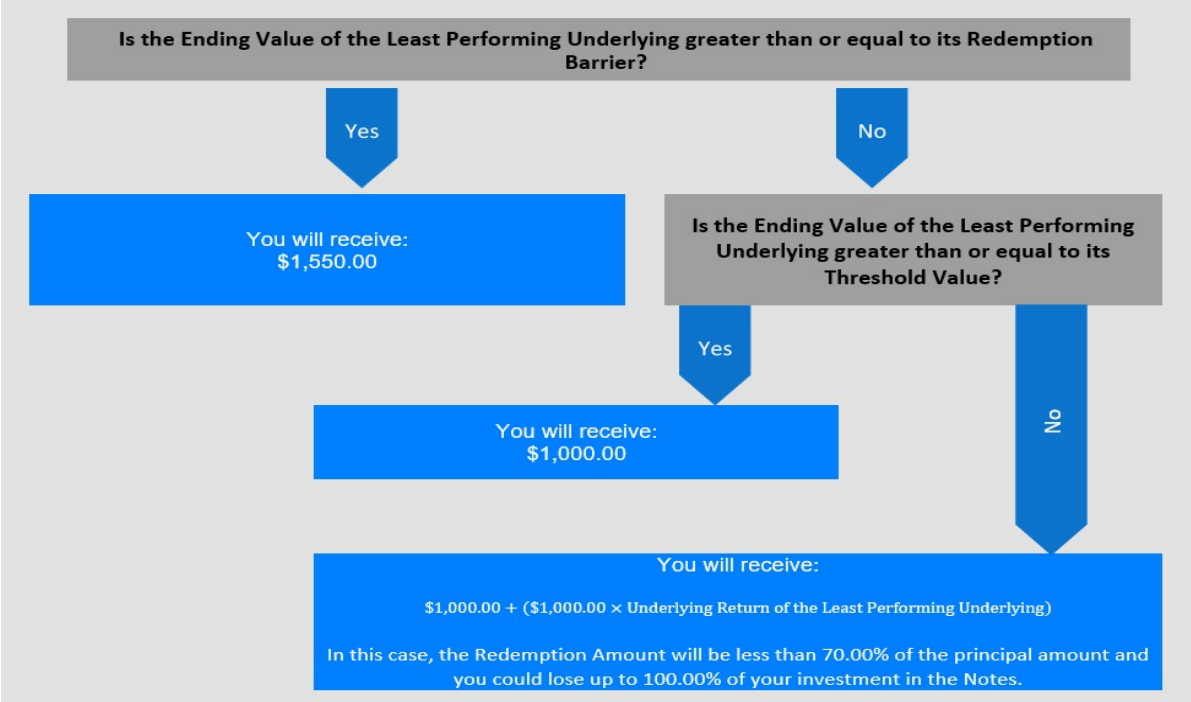 Is the Ending Value of the Least Performing Underlying greater than or equal to its Redemption
Barrier?
Yes
No
You will receive:
$1,550.00
Is the Ending Value of the Least Performing
Underlying greater than or equal to its
Threshold Value?
Yes
No
You will receive:
$1,000.00
You will receive:
$1,000.00 + ($1,000.00 × Underlying Return of the Least Performing Underlying)
In this case, the Redemption Amount will be less than 70.00% of the principal amount and
you could lose up to 100.00% of your investment in the Notes.